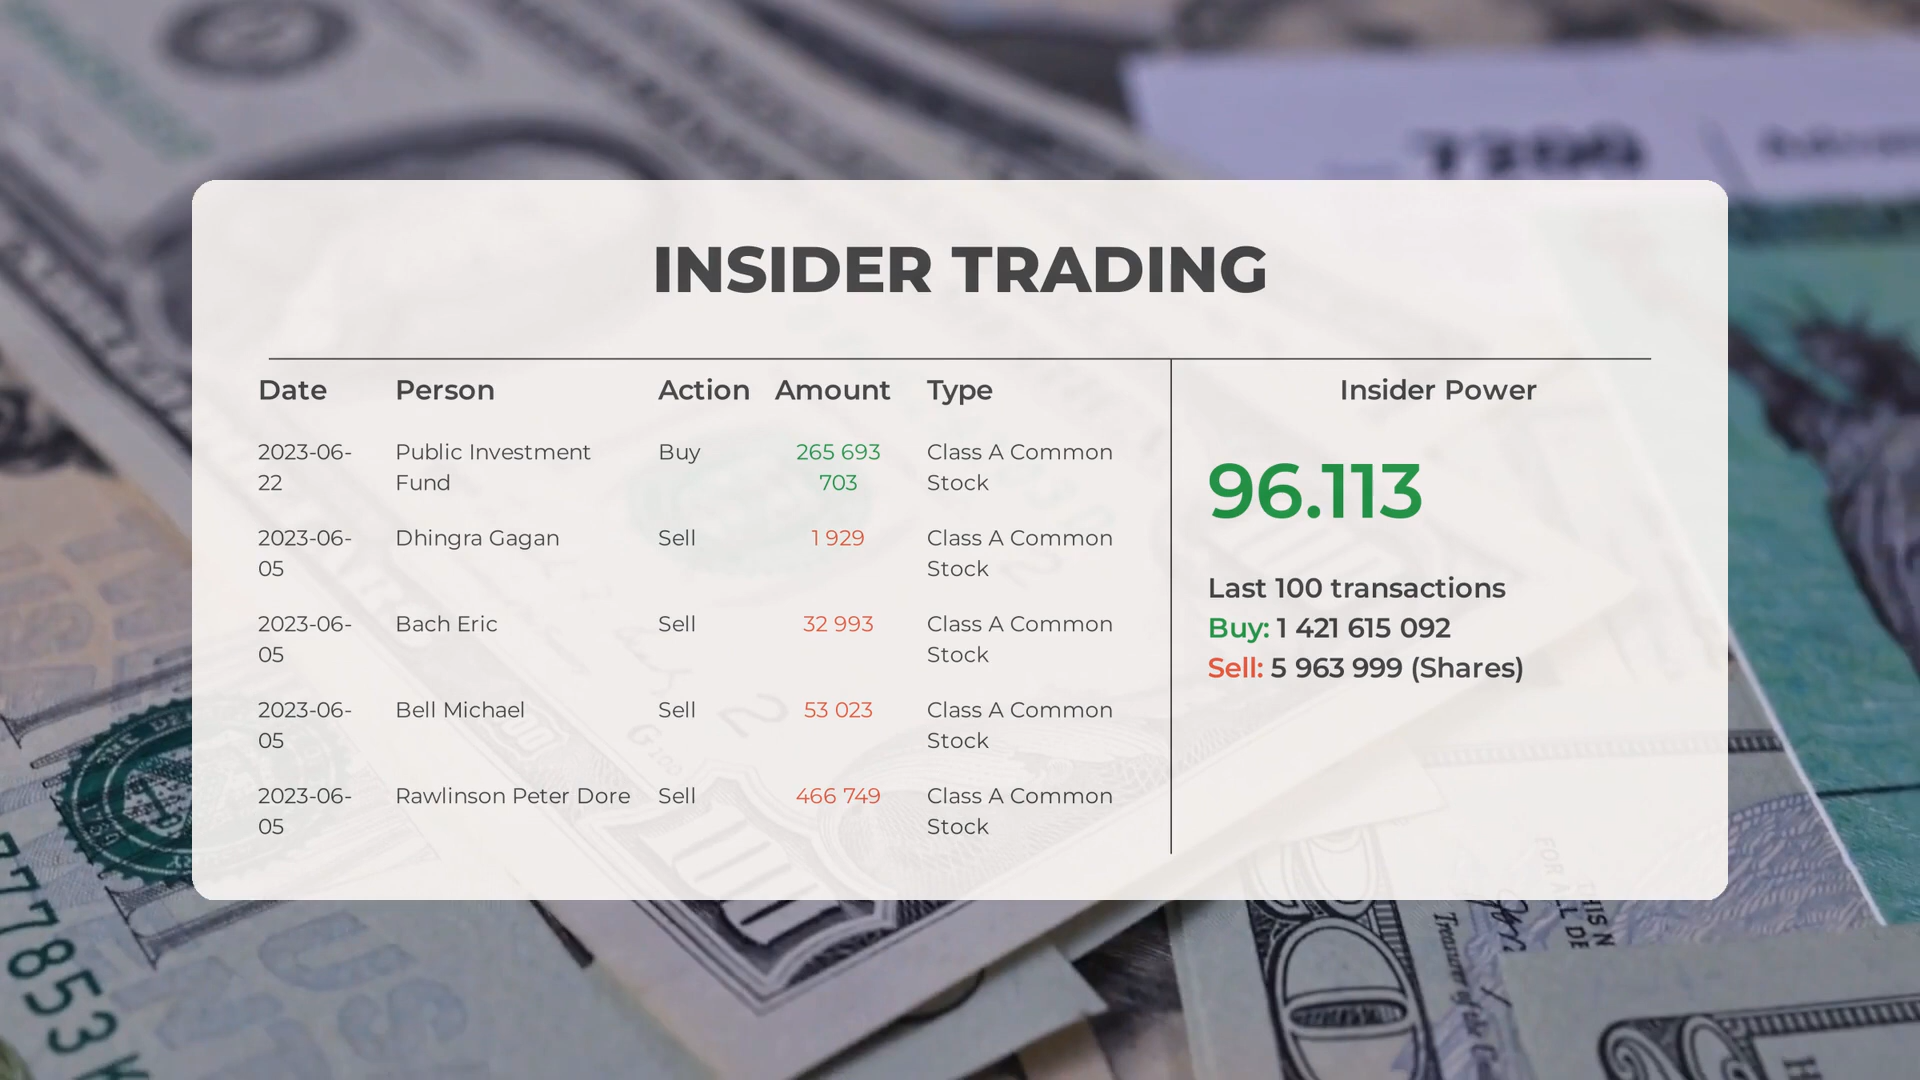 INSIDER TRADING
Date Person Action Amount Type
2023-06-
22
Public Investment
Fund
Buy
265 693
703
Class A Common
Stock
2023-06-
05
Dhingra Gagan
Sell
1 929
Class A Common
Stock
2023-06-
05
Bach Eric
Sell
32 993
Class A Common
Stock
2023-06-
05
Bell Michael
Sell
53 023
Class A Common
Stock
2023-06-
05
Rawlinson Peter Dore
Sell
466 749
Class A Common
Stock
Insider Power
96.113
Last 100 transactions
Buy: 1 421 615 092
Sell: 5 963 999 (Shares)
77853